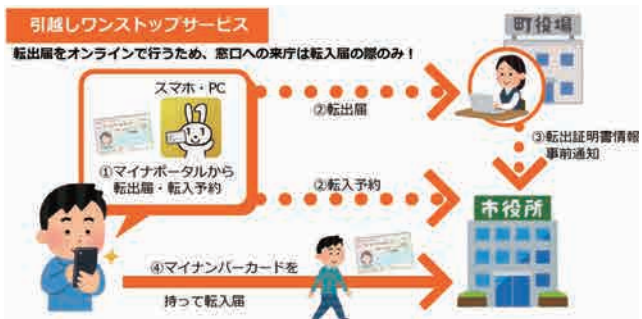 引越しワンストップサービス
転出届をオンラインで行うため、窓口への来庁は転入届の際のみ！
町役場
スマホ・PC
②転出届
①マイナポータルから
転出届・転入予約
③転出証明書情報
事前通知
②転入予約
市役所
④マイナンバーカードを
持って転入届